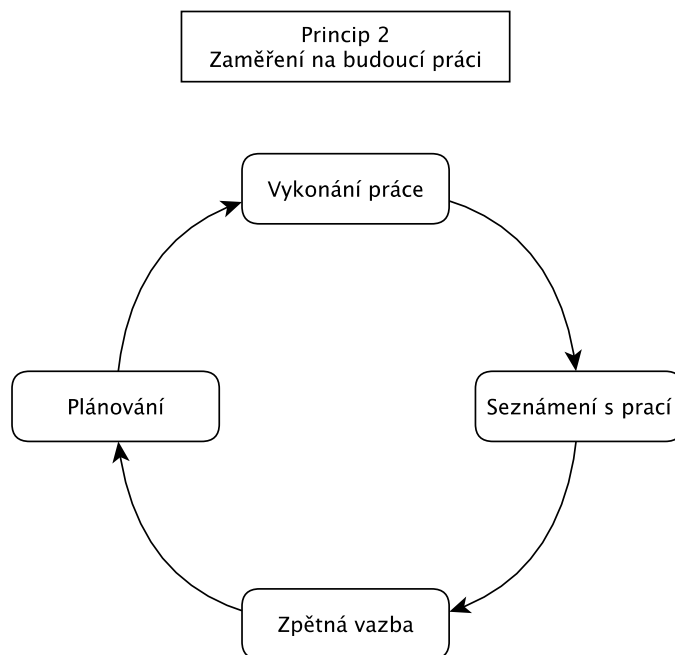 Princip 2
Zaměření na budoucí práci
Vykonání práce
Plánování
Seznámení s prací
Zpětná vazba